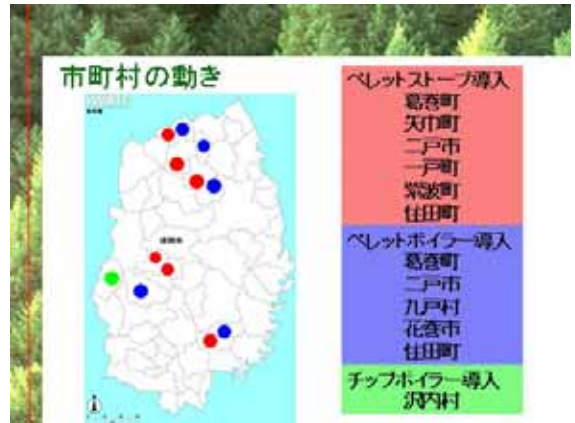 市町村の動き
ペレットストーブ導入
葛巻町
矢巾町
二戸市
一戸町
紫波町
住田町
ペレットボイラー導入
葛巻町
二戸市
九戸村
花巻市
住田町
チップボイラー導入
沢内村